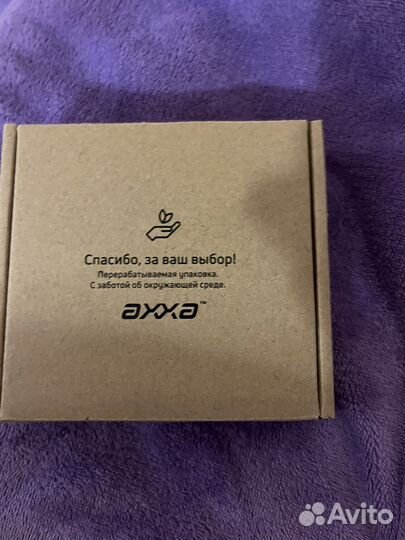 Спасибо, за ваш выбор!
Перерабатываемая упаковка.
С заботой об окружающей среде.
axxa™
Avito